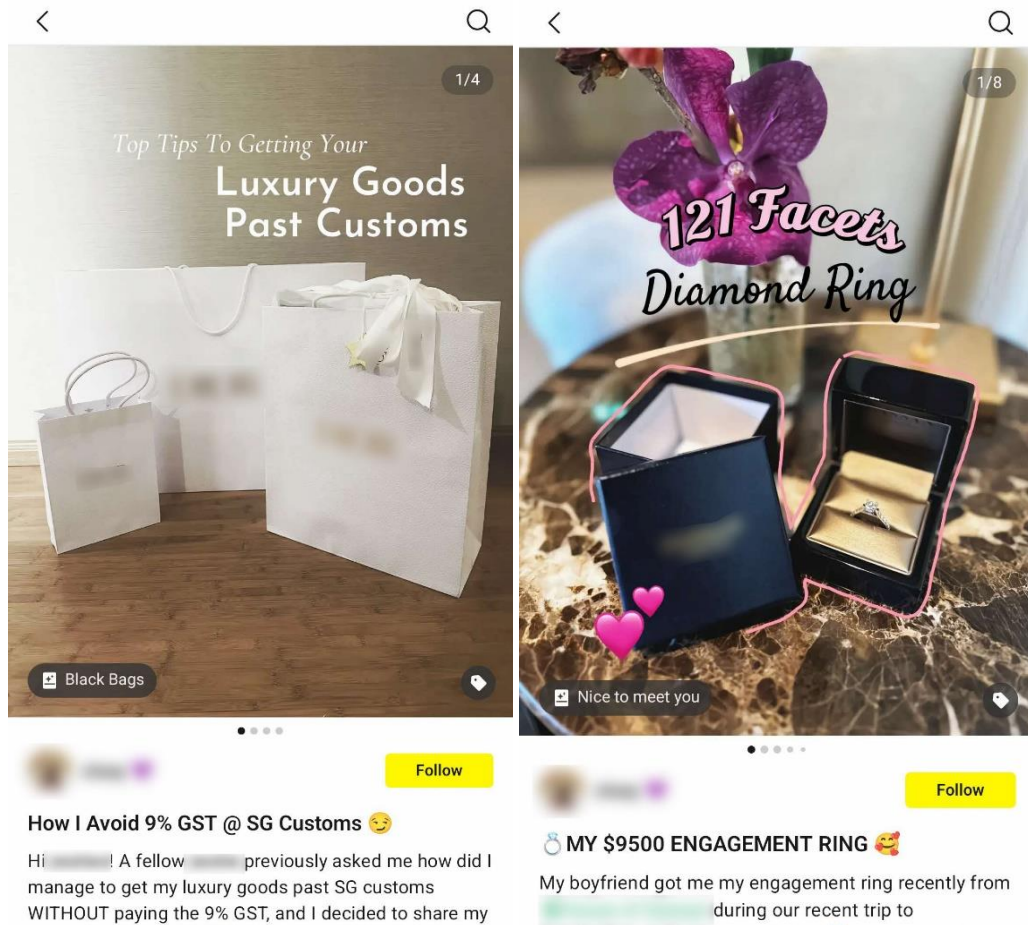 1/4
Top Tips To Getting Your
Luxury Goods
Past Customs
Black Bags
Follow
How I Avoid 9% GST @ SG Customs 😏
Hi ! A fellow previously asked me how did I
manage to get my luxury goods past SG customs
WITHOUT paying the 9% GST, and I decided to share my
1/8
121 Facets
Diamond Ring
Nice to meet you
Follow
💍MY $9500 ENGAGEMENT RING 🥰
My boyfriend got me my engagement ring recently from
during our recent trip to